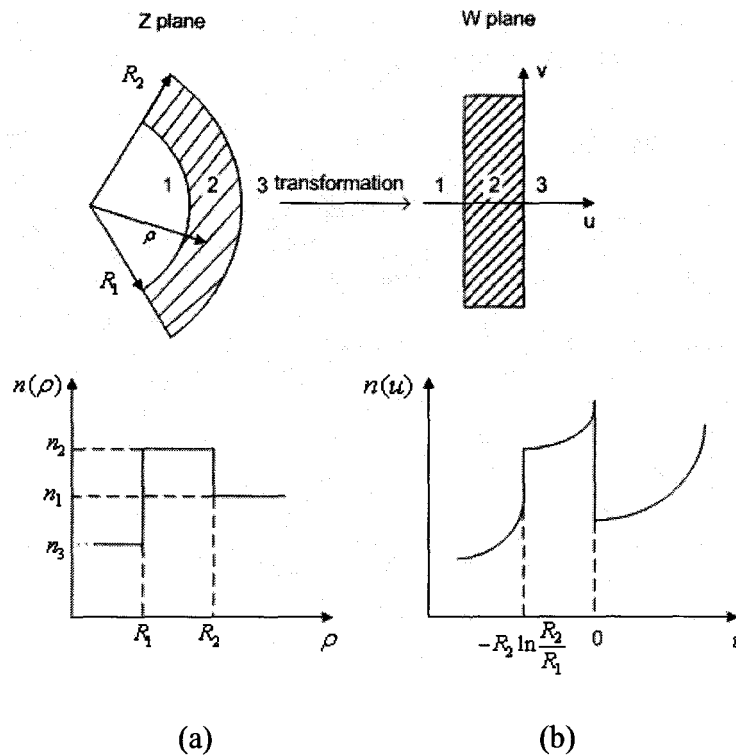 Z plane
W plane
R₂
v
1 2 3
transformation
1 2 3
ρ
u
R₁
n(ρ)
n(u)
n₂
n₁
n₃
R₁ R₂ ρ
-R₂ ln R₂/R₁ 0
(a)
(b)